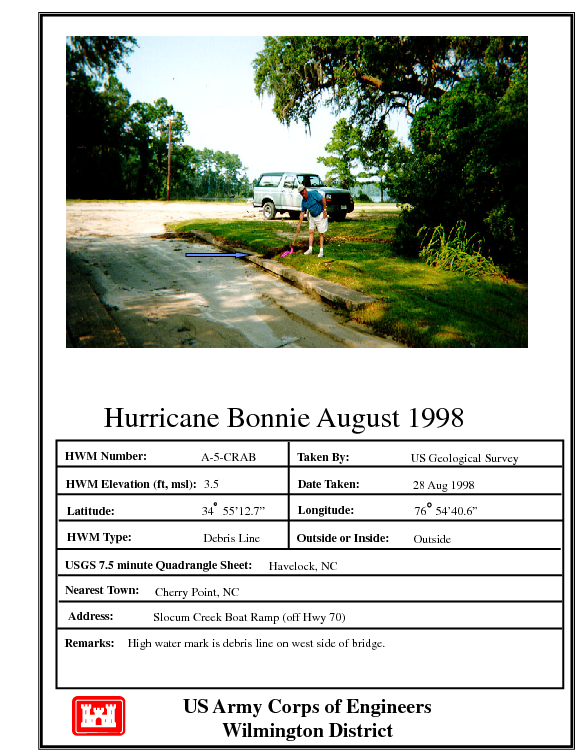 Hurricane Bonnie August 1998
HWM Number: A-5-CRAB Taken By: US Geological Survey
HWM Elevation (ft, msl): 3.5 Date Taken: 28 Aug 1998
Latitude: 34° 55'12.7" Longitude: 76° 54'40.6"
HWM Type: Debris Line Outside or Inside: Outside
USGS 7.5 minute Quadrangle Sheet: Havelock, NC
Nearest Town: Cherry Point, NC
Address: Slocum Creek Boat Ramp (off Hwy 70)
Remarks: High water mark is debris line on west side of bridge.
US Army Corps of Engineers
Wilmington District